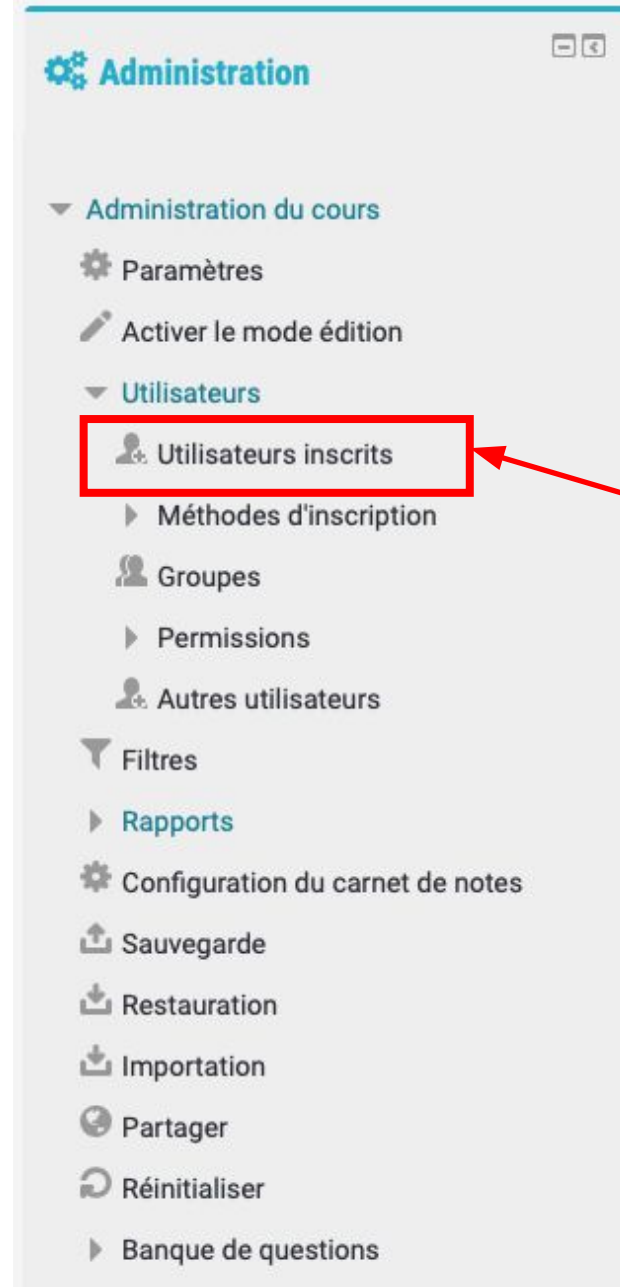 Administration
Administration du cours
Paramètres
Activer le mode édition
Utilisateurs
Utilisateurs inscrits
Méthodes d'inscription
Groupes
Permissions
Autres utilisateurs
Filtres
Rapports
Configuration du carnet de notes
Sauvegarde
Restauration
Importation
Partager
Réinitialiser
Banque de questions